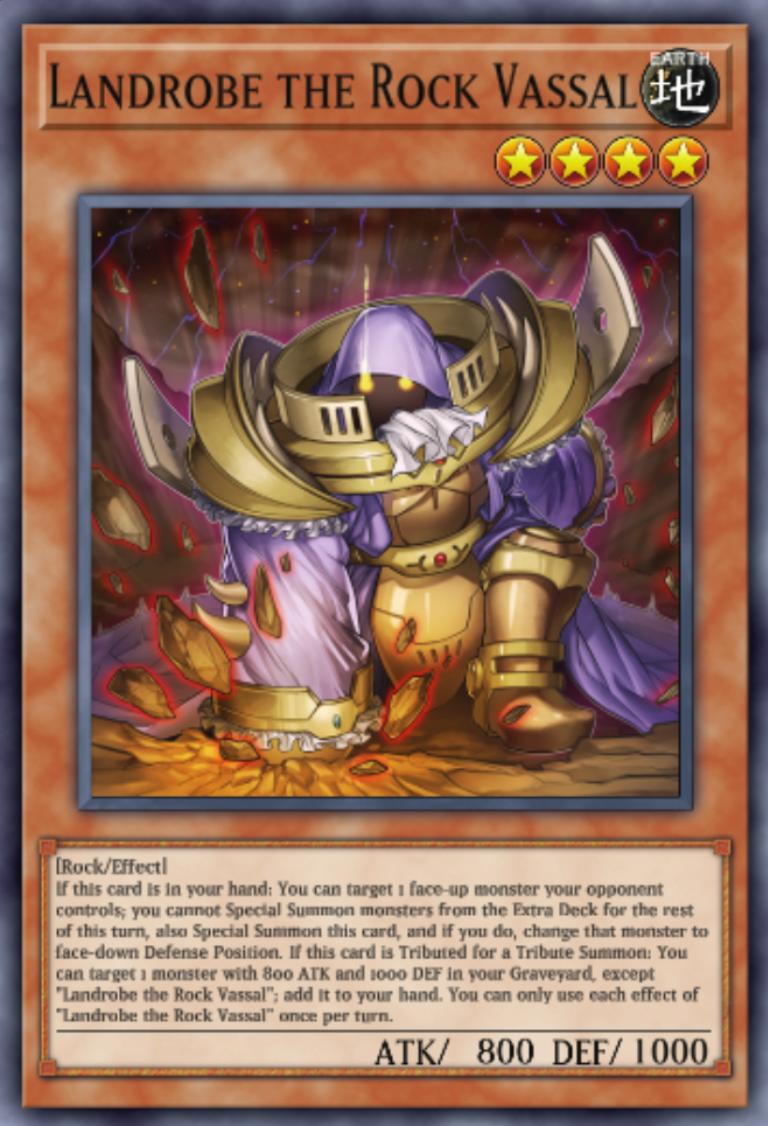 LANDROBE THE ROCK VASSAL
EARTH
地
[Rock/Effect]
If this card is in your hand: You can target 1 face-up monster your opponent
controls; you cannot Special Summon monsters from the Extra Deck for the rest
of this turn, also Special Summon this card, and if you do, change that monster to
face-down Defense Position. If this card is Tributed for a Tribute Summon: You
can target 1 monster with 800 ATK and 1000 DEF in your Graveyard, except
"Landrobe the Rock Vassal"; add it to your hand. You can only use each effect of
"Landrobe the Rock Vassal" once per turn.
ATK/ 800 DEF/ 1000